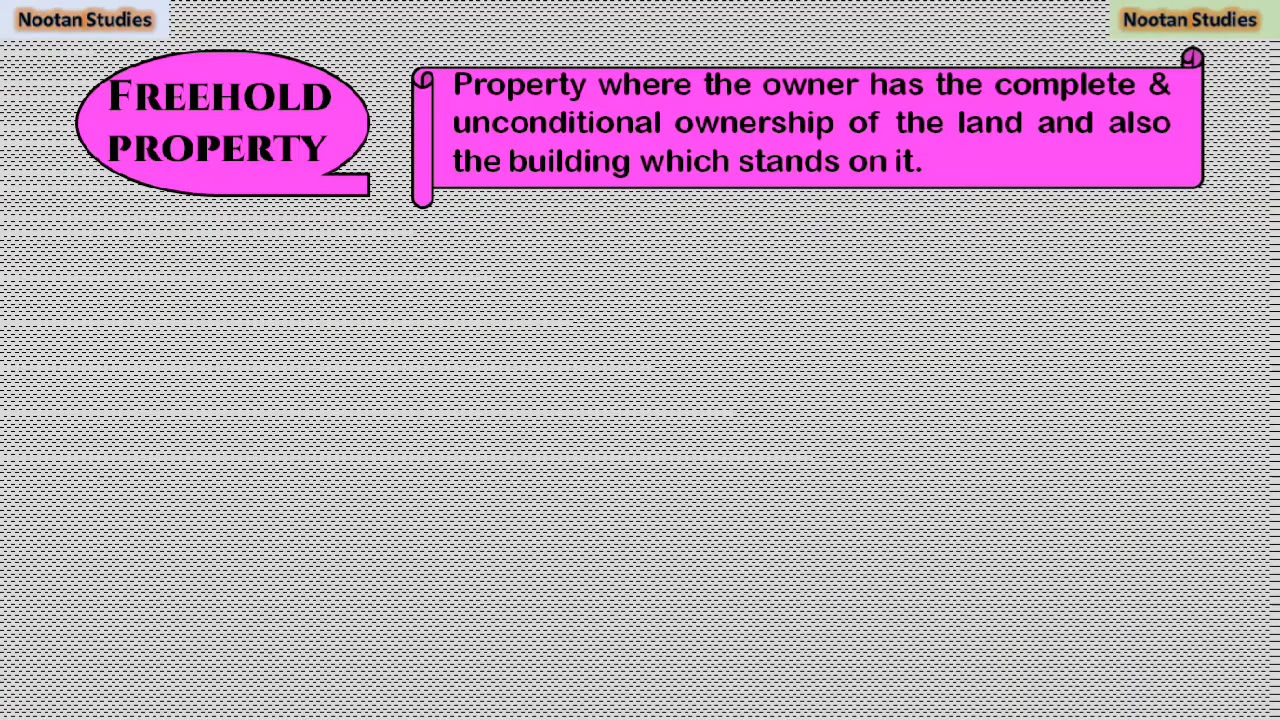 Nootan Studies
Nootan Studies
FREEHOLD
PROPERTY
Property where the owner has the complete &
unconditional ownership of the land and also
the building which stands on it.